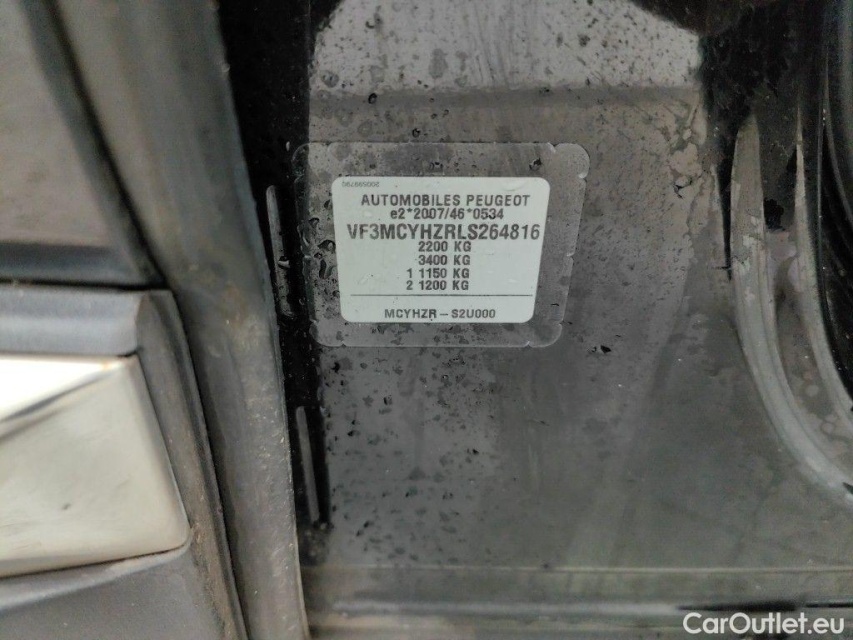 AUTOMOBILES PEUGEOT
e2*2007/46*0534
VF3MCYHZRLS264816
2200 KG
3400 KG
1 1150 KG
2 1200 KG
MCYHZR-S2U000
CarOutlet.eu